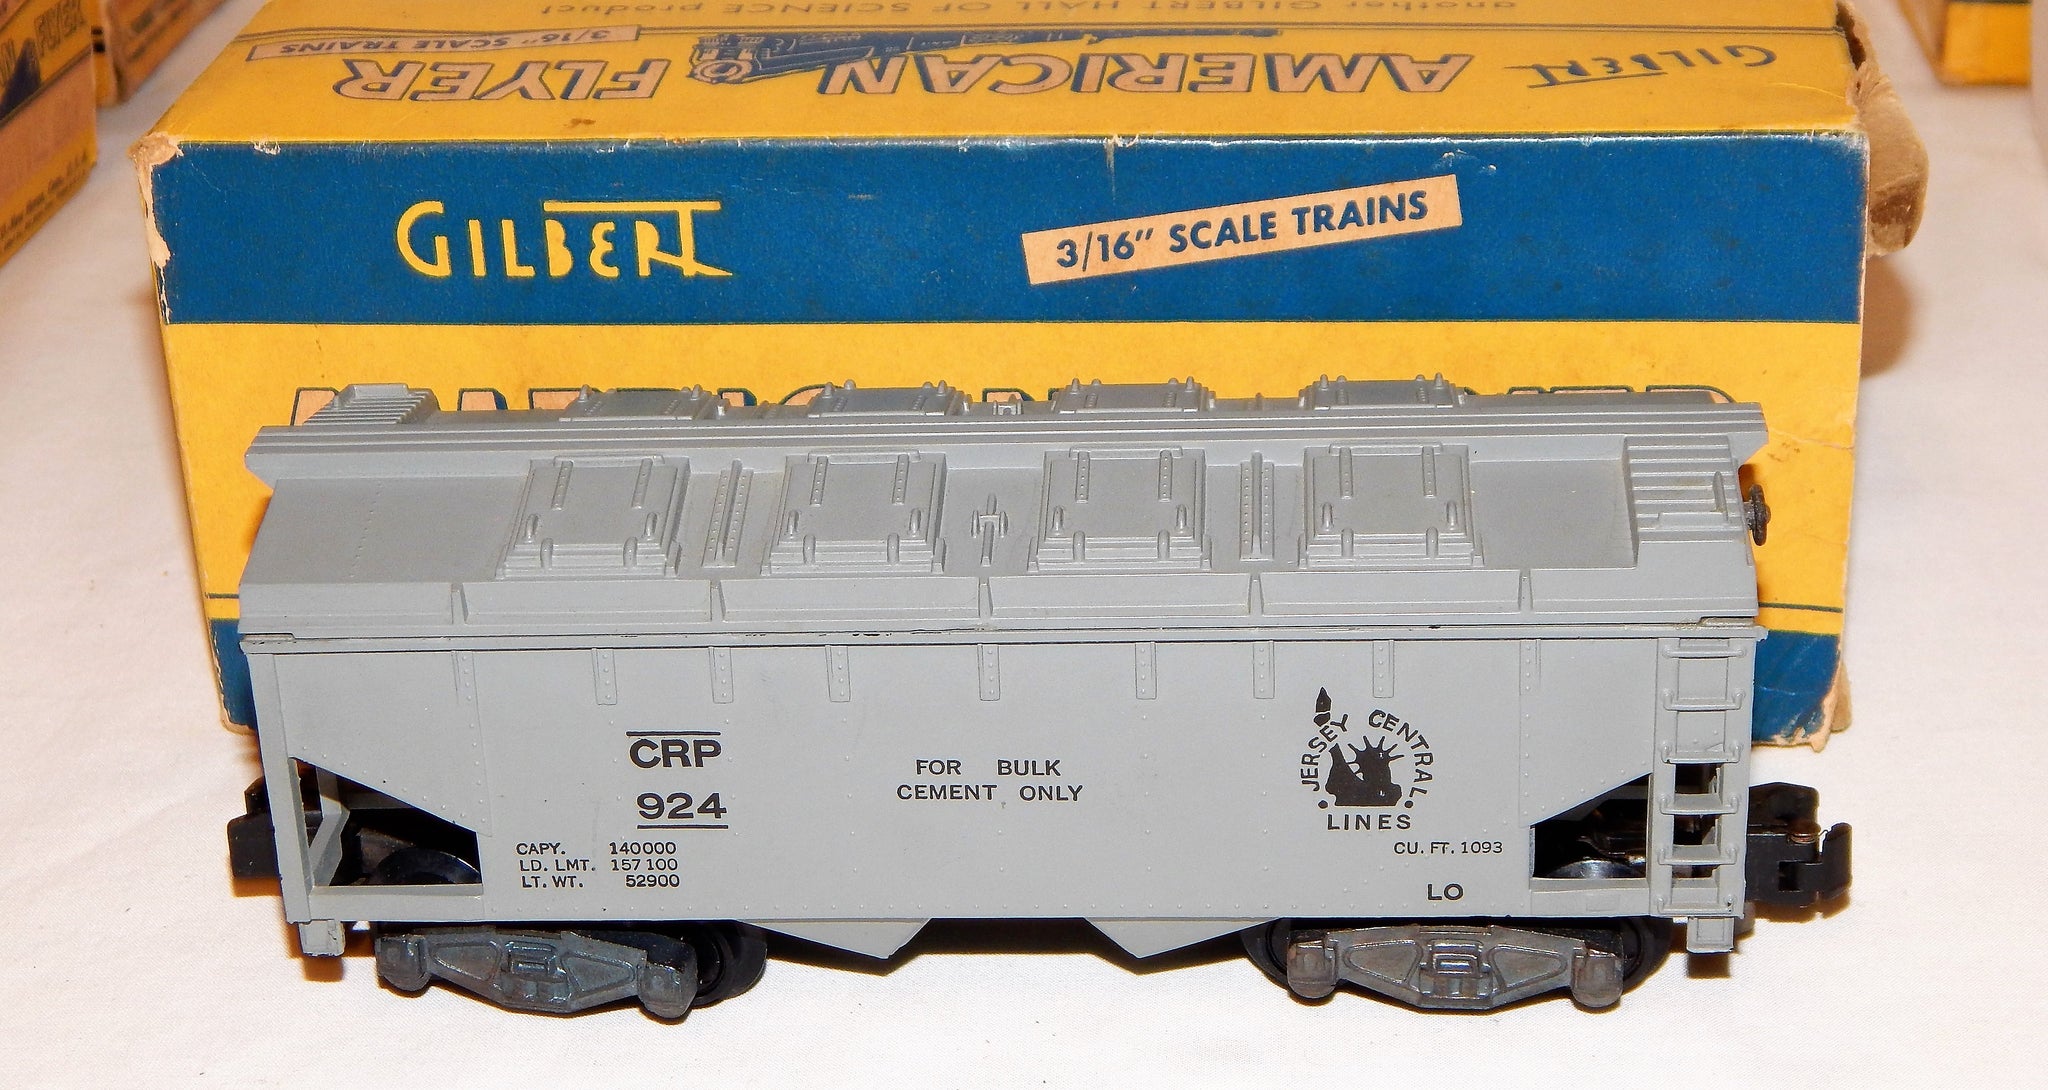 another GILBERT HALL OF SCIENCE product
GILBERT AMERICAN FLYER
3/16" SCALE TRAINS
GILBERT
3/16" SCALE TRAINS
CRP
924
FOR BULK
CEMENT ONLY
JERSEY CENTRAL
LINES
CAPY. 140000
LD. LMT. 157100
LT. WT. 52900
CU. FT. 1093
LO